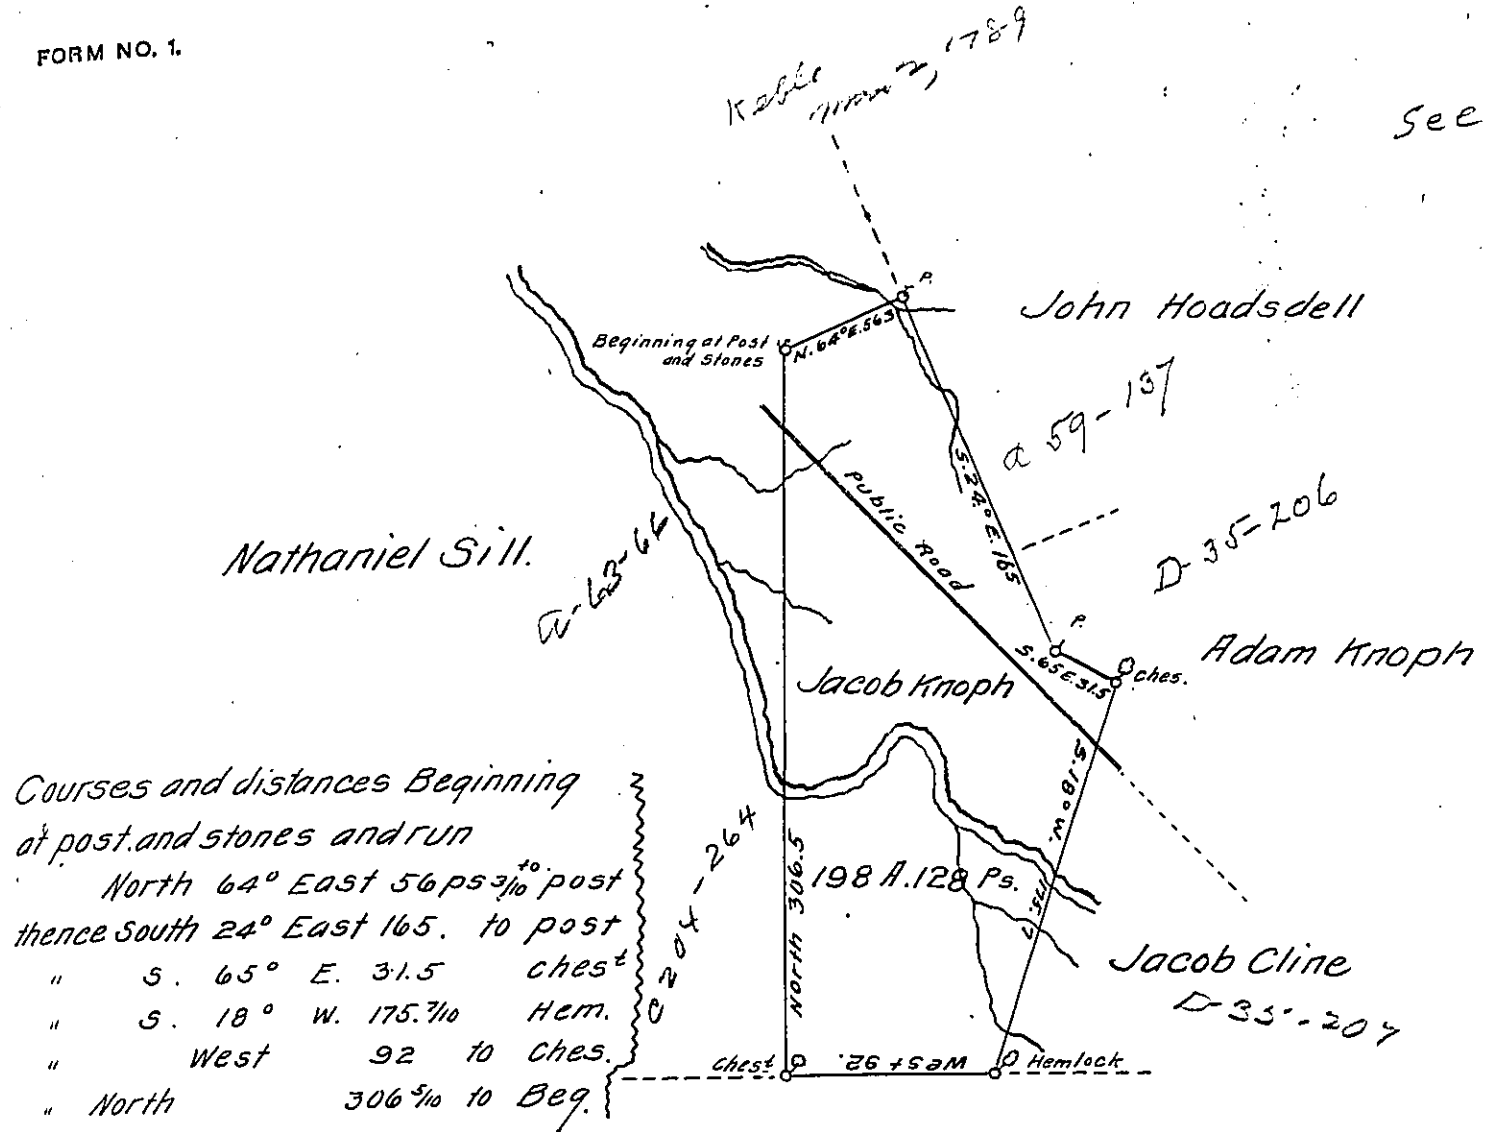 FORM NO. 1.
Keble
Nov 2, 1789
See
P.
John Hoadsdell
Beginning at Post
and Stones
N. 64° E. 56.3
a 59-137
S. 24° E. 165
Public Road
D-35-206
Nathaniel Sill.
P.
S. 65 E. 31.5
Ches.
Adam Knoph
Jacob Knoph
S. 18° W. 175.7
Courses and distances Beginning
at post and stones and run
North 64° East 56 ps 3/10 to post
thence South 24° East 165. to post
" S. 65° E. 31.5 chest
" S. 18° W. 175.7/10 Hem.
" West 92 to Ches.
" North 306 5/10 to Beg.
C 204-264
North 306.5
198 A. 128 Ps.
Jacob Cline
D-35-207
Chest
West 92.
Hemlock